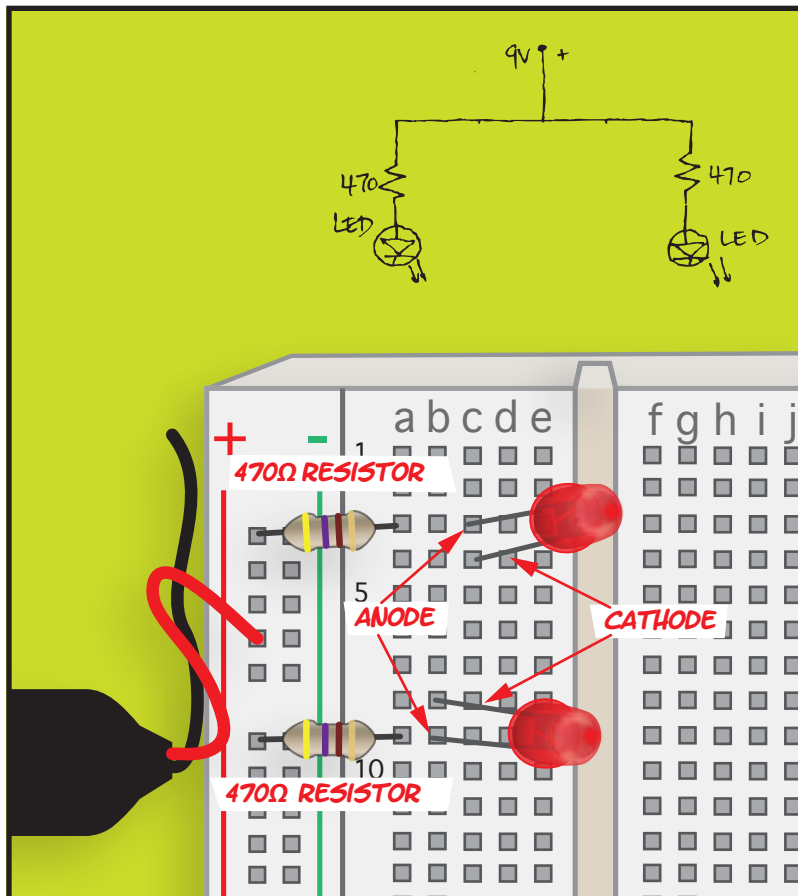 9V +
470 470
LED LED
a b c d e f g h i j
+ -
1
470Ω RESISTOR
5
ANODE CATHODE
10
470Ω RESISTOR